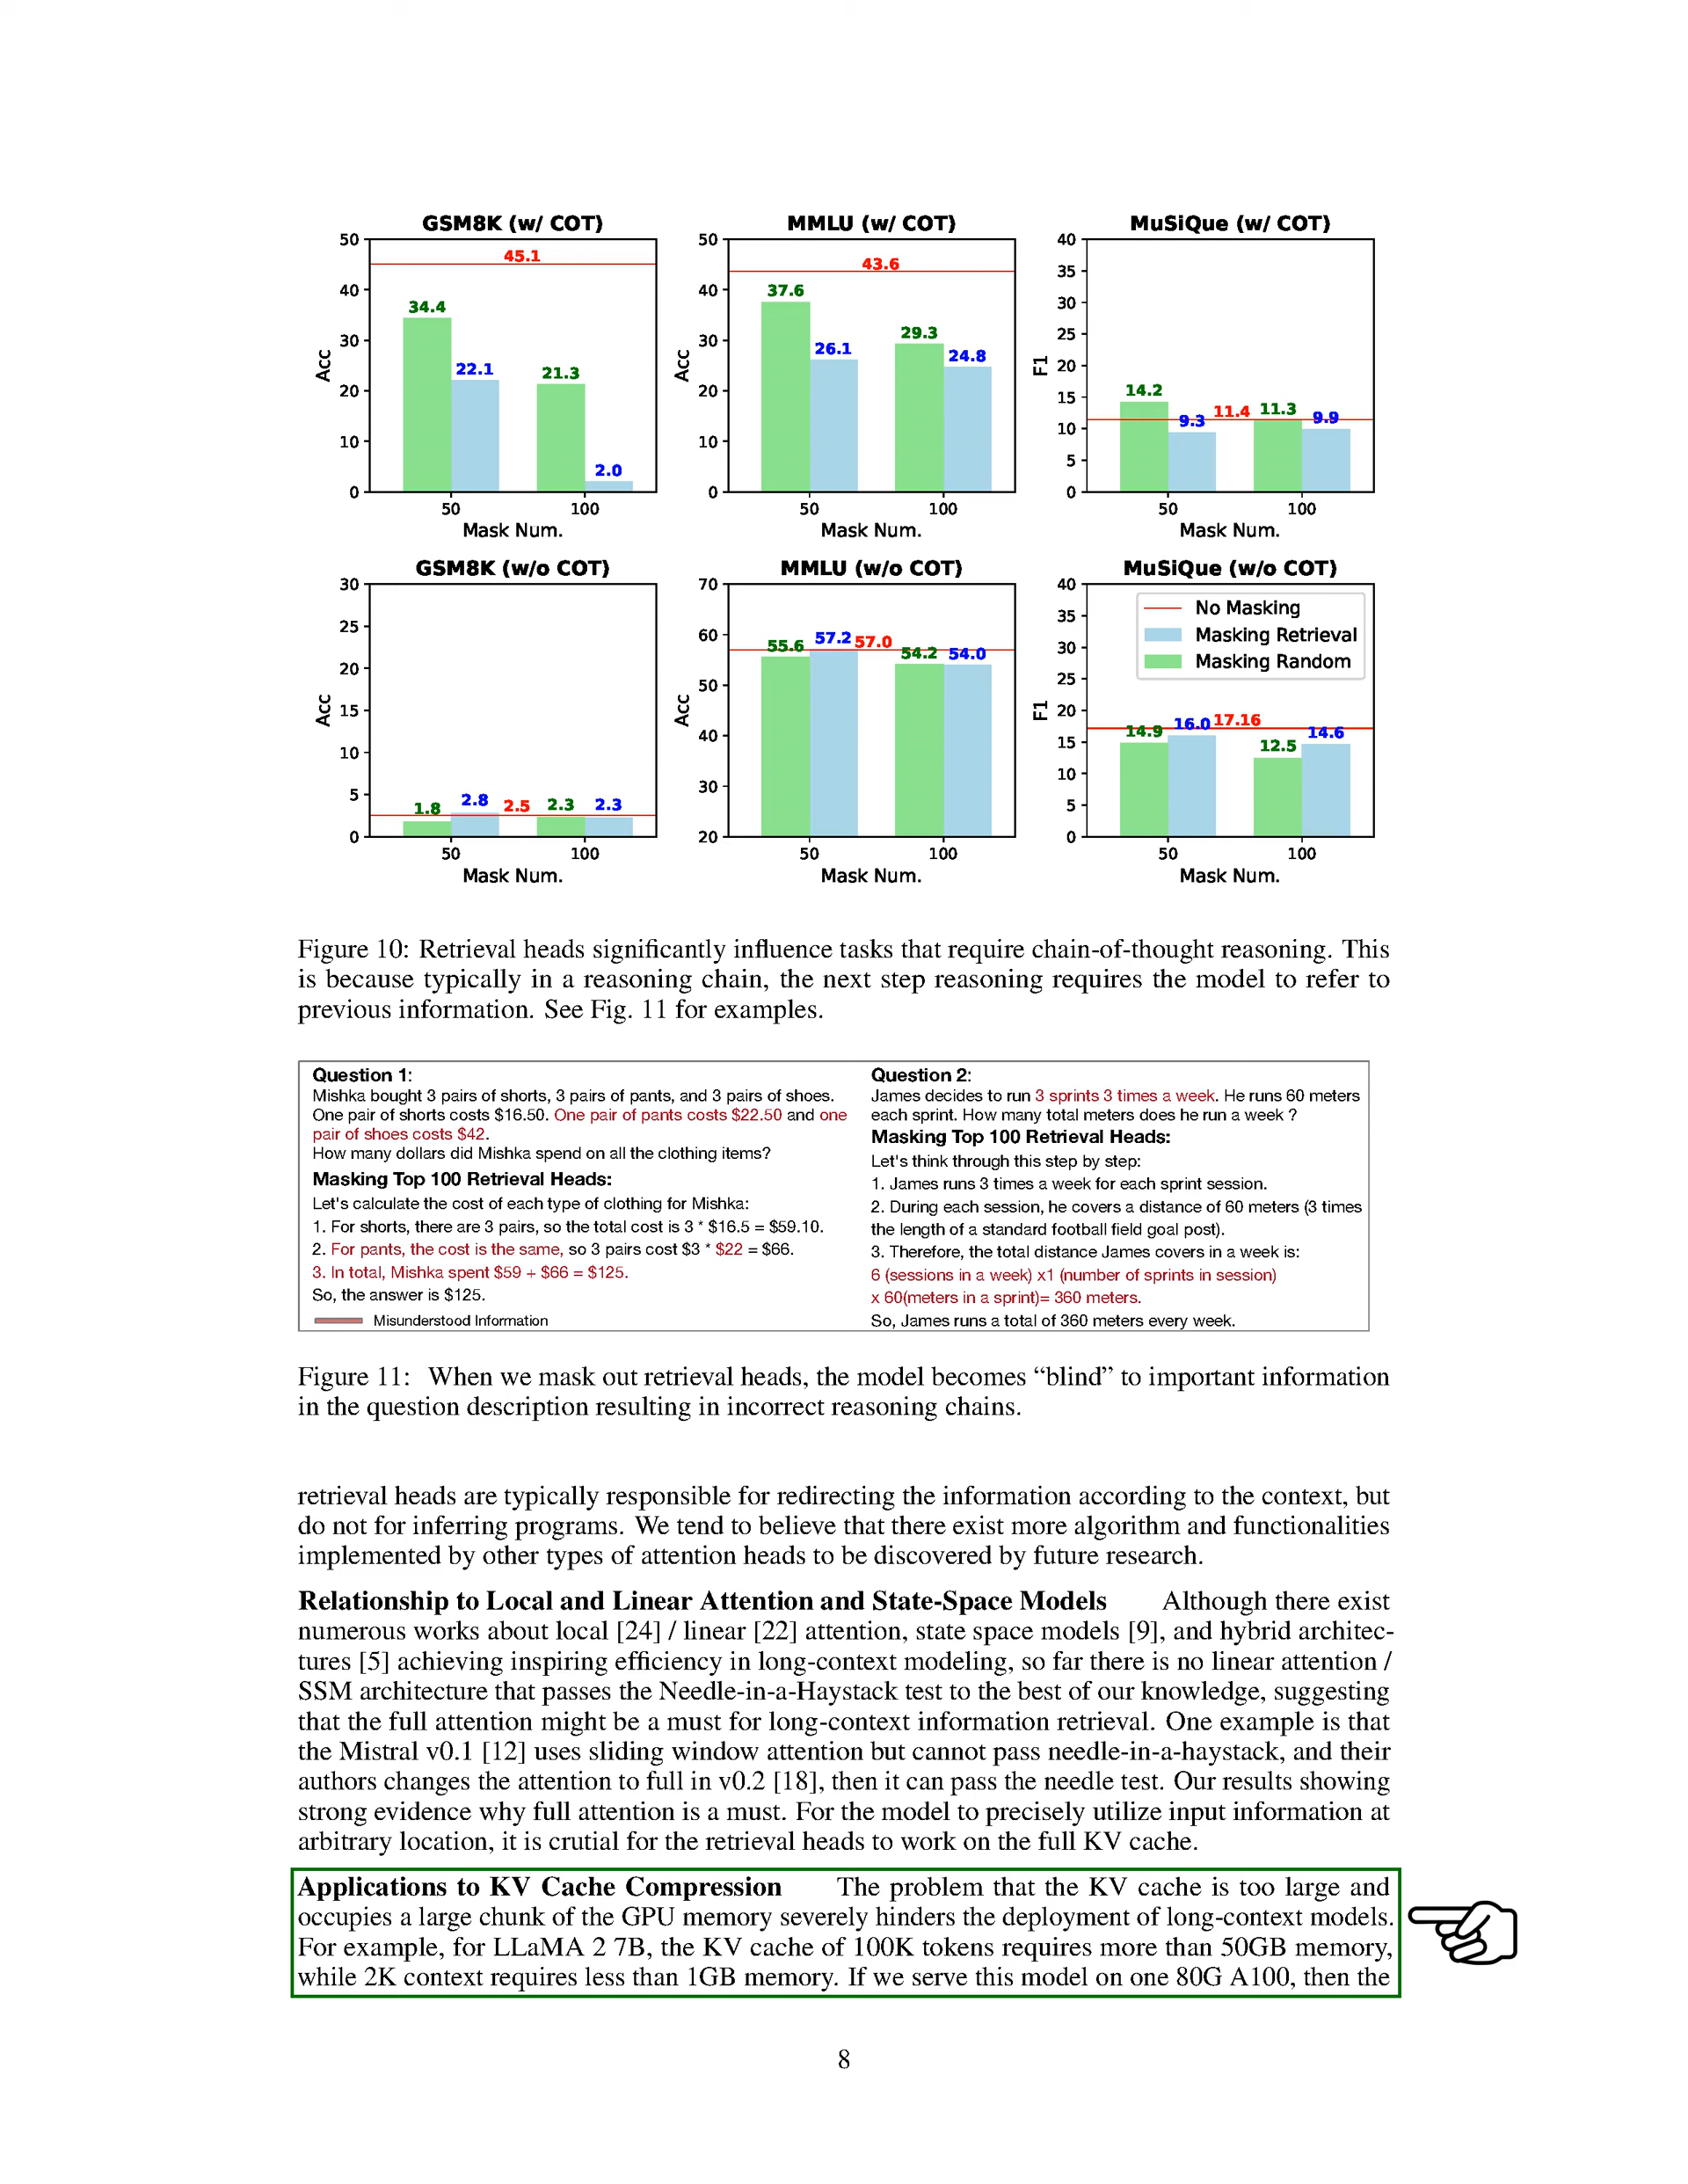 GSM8K (w/ COT)
50
40
30
20
10
0
Acc
45.1
34.4
22.1
21.3
2.0
50
100
Mask Num.
MMLU (w/ COT)
50
40
30
20
10
0
Acc
43.6
37.6
26.1
29.3
24.8
50
100
Mask Num.
MuSiQue (w/ COT)
40
35
30
25
20
15
10
5
0
F1
14.2
9.3
11.4
11.3
9.9
50
100
Mask Num.
GSM8K (w/o COT)
30
25
20
15
10
5
0
Acc
1.8
2.8
2.5
2.3
2.3
50
100
Mask Num.
MMLU (w/o COT)
70
60
50
40
30
20
Acc
55.6
57.2
57.0
54.2
54.0
50
100
Mask Num.
MuSiQue (w/o COT)
40
35
30
25
20
15
10
5
0
F1
No Masking
Masking Retrieval
Masking Random
14.9
16.0
17.16
12.5
14.6
50
100
Mask Num.
Figure 10: Retrieval heads significantly influence tasks that require chain-of-thought reasoning. This
is because typically in a reasoning chain, the next step reasoning requires the model to refer to
previous information. See Fig. 11 for examples.
Question 1:
Mishka bought 3 pairs of shorts, 3 pairs of pants, and 3 pairs of shoes.
One pair of shorts costs $16.50. One pair of pants costs $22.50 and one
pair of shoes costs $42.
How many dollars did Mishka spend on all the clothing items?
Masking Top 100 Retrieval Heads:
Let's calculate the cost of each type of clothing for Mishka:
1. For shorts, there are 3 pairs, so the total cost is 3 * $16.5 = $59.10.
2. For pants, the cost is the same, so 3 pairs cost $3 * $22 = $66.
3. In total, Mishka spent $59 + $66 = $125.
So, the answer is $125.
Misunderstood Information
Question 2:
James decides to run 3 sprints 3 times a week. He runs 60 meters
each sprint. How many total meters does he run a week ?
Masking Top 100 Retrieval Heads:
Let's think through this step by step:
1. James runs 3 times a week for each sprint session.
2. During each session, he covers a distance of 60 meters (3 times
the length of a standard football field goal post).
3. Therefore, the total distance James covers in a week is:
6 (sessions in a week) x1 (number of sprints in session)
x 60(meters in a sprint)= 360 meters.
So, James runs a total of 360 meters every week.
Figure 11: When we mask out retrieval heads, the model becomes “blind” to important information
in the question description resulting in incorrect reasoning chains.
retrieval heads are typically responsible for redirecting the information according to the context, but
do not for inferring programs. We tend to believe that there exist more algorithm and functionalities
implemented by other types of attention heads to be discovered by future research.
Relationship to Local and Linear Attention and State-Space Models Although there exist
numerous works about local [24] / linear [22] attention, state space models [9], and hybrid architec-
tures [5] achieving inspiring efficiency in long-context modeling, so far there is no linear attention /
SSM architecture that passes the Needle-in-a-Haystack test to the best of our knowledge, suggesting
that the full attention might be a must for long-context information retrieval. One example is that
the Mistral v0.1 [12] uses sliding window attention but cannot pass needle-in-a-haystack, and their
authors changes the attention to full in v0.2 [18], then it can pass the needle test. Our results showing
strong evidence why full attention is a must. For the model to precisely utilize input information at
arbitrary location, it is crutial for the retrieval heads to work on the full KV cache.
Applications to KV Cache Compression The problem that the KV cache is too large and
occupies a large chunk of the GPU memory severely hinders the deployment of long-context models.
For example, for LLaMA 2 7B, the KV cache of 100K tokens requires more than 50GB memory,
while 2K context requires less than 1GB memory. If we serve this model on one 80G A100, then the
8